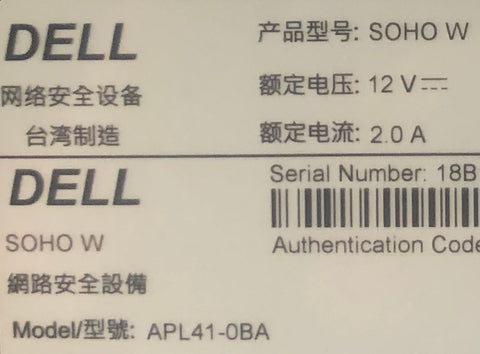 DELL
网络安全设备
台湾制造
产品型号: SOHO W
额定电压: 12 V⎓
额定电流: 2.0 A
DELL
SOHO W
網路安全設備
Model/型號: APL41-0BA
Serial Number: 18B
Authentication Code